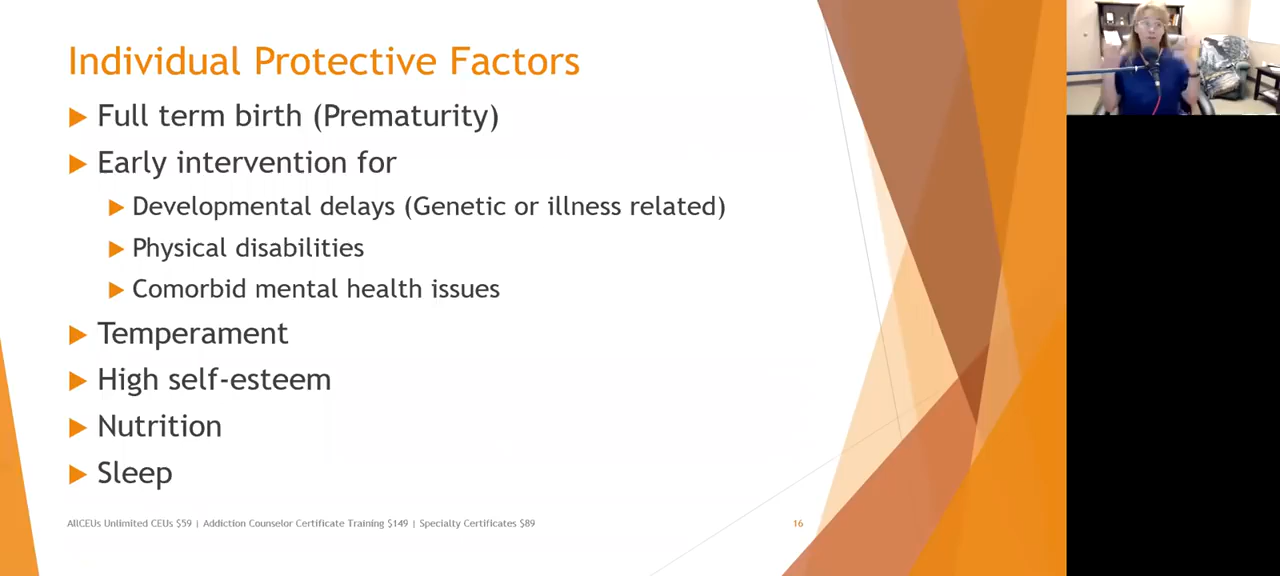 Individual Protective Factors
Full term birth (Prematurity)
Early intervention for
Developmental delays (Genetic or illness related)
Physical disabilities
Comorbid mental health issues
Temperament
High self-esteem
Nutrition
Sleep
AllCEUs Unlimited CEUs $59 | Addiction Counselor Certificate Training $149 | Specialty Certificates $89
16